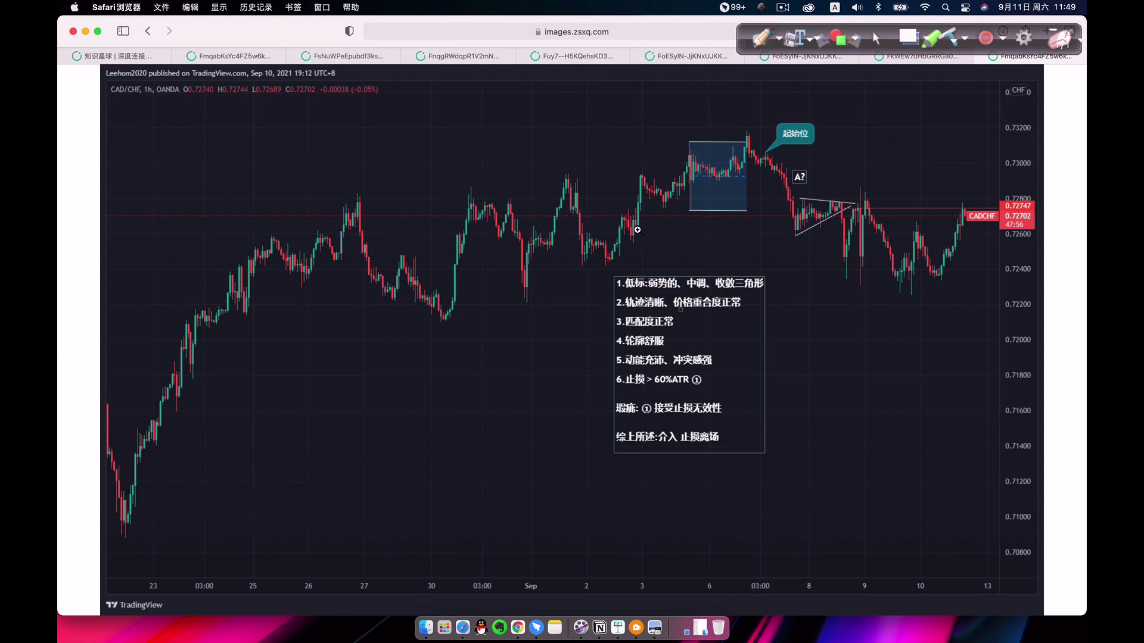 Safari浏览器 文件 编辑 显示 历史记录 书签 窗口 帮助
99+ A 9月11日 周六 11:49
images.zsxq.com
知识星球 | 深度连接... FmqabKsYc4FZ5w6k... FsNuWPeEpubdf3ks... FnqgRWdqpR1V2mN... Fuy7--H5KQehsKD3... FoESylN-JjKNxUJKK... FoESylN-JjKNxUJKK... FmqabKsYc4FZ5w6k...
Leehom2020 published on TradingView.com, Sep 10, 2021 19:12 UTC+8
CAD/CHF, 1h, OANDA O0.72740 H0.72744 L0.72689 C0.72702 −0.00038 (−0.05%)
CHF
0.73200
起始位
0.73000
A?
0.72800
0.72747
CADCHF 0.72702
47:56
0.72600
0.72400
1.低标:弱势的、中调、收敛三角形
2.轨迹清晰、价格重合度正常
0.72200
3.匹配度正常
0.72000
4.轮廓舒服
5.动能充沛、冲突感强
0.71800
6.止损 > 60%ATR ①
0.71600
瑕疵: ① 接受止损无效性
综上所述:介入 止损离场
0.71400
0.71200
0.71000
0.70800
23 03:00 25 26 27 30 03:00 Sep 2 3 6 03:00 8 9 10 13
TradingView